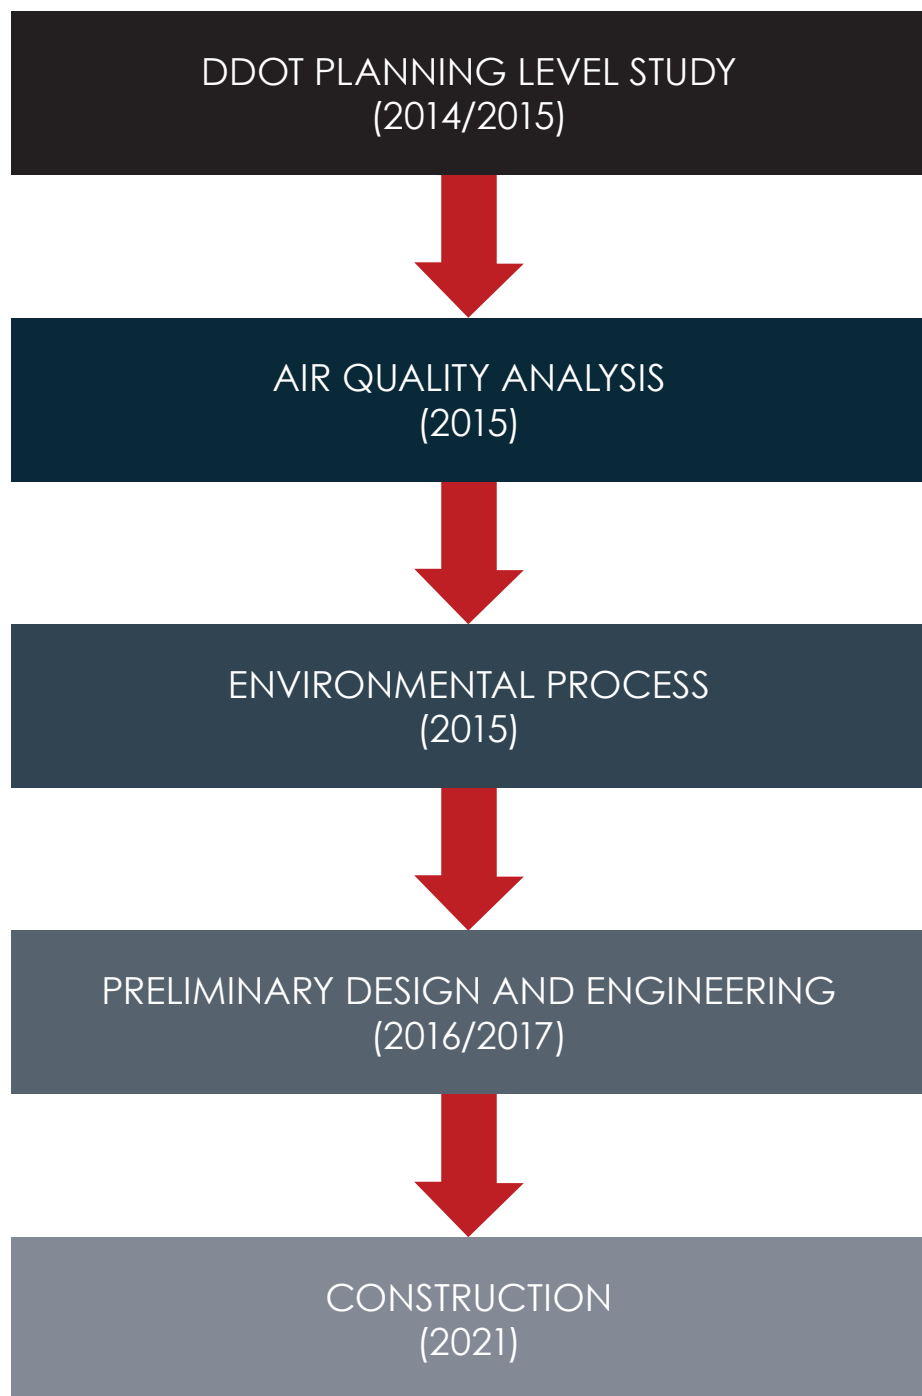 DDOT PLANNING LEVEL STUDY
(2014/2015)
AIR QUALITY ANALYSIS
(2015)
ENVIRONMENTAL PROCESS
(2015)
PRELIMINARY DESIGN AND ENGINEERING
(2016/2017)
CONSTRUCTION
(2021)